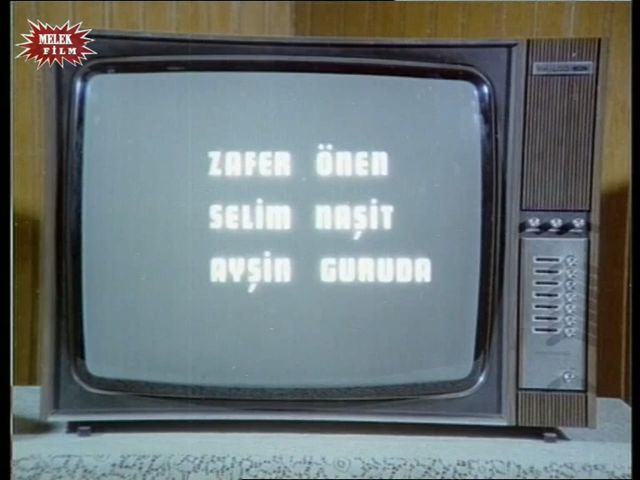 MELEK
FİLM
ZAFER ÖNEN
SELİM NAŞİT
AYŞİN GURUDA